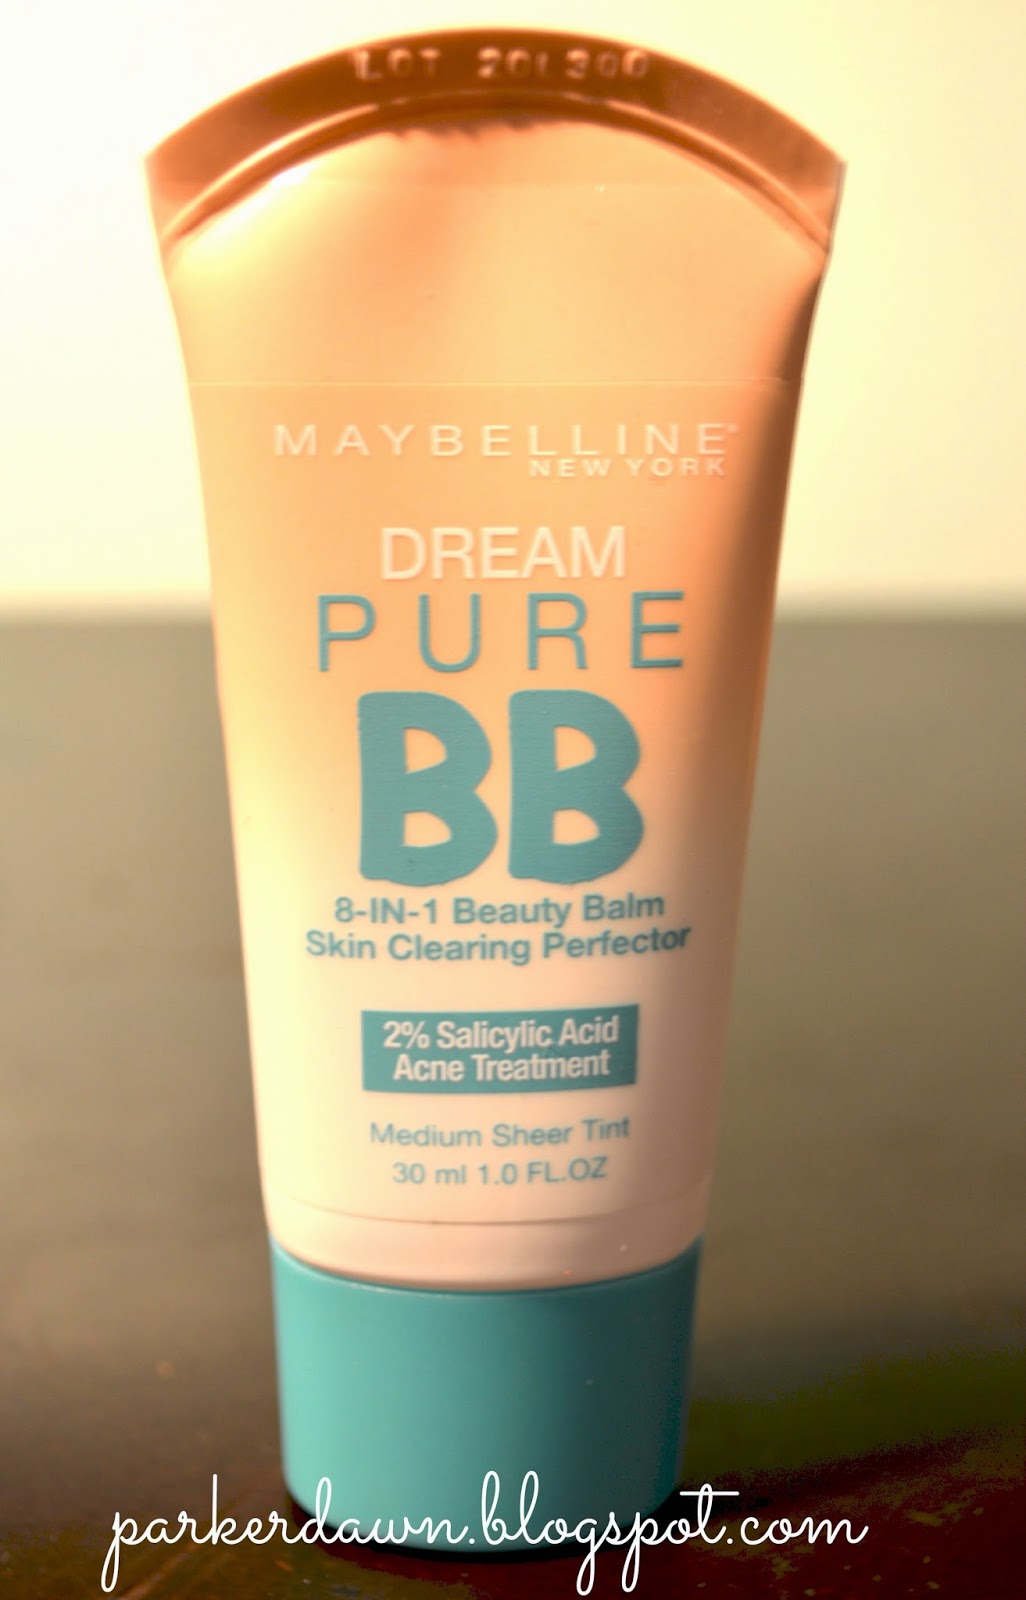 LOT 20L300
MAYBELLINE®
NEW YORK
DREAM
PURE
BB
8-IN-1 Beauty Balm
Skin Clearing Perfector
2% Salicylic Acid
Acne Treatment
Medium Sheer Tint
30 ml 1.0 FL.OZ
parkerdawn.blogspot.com